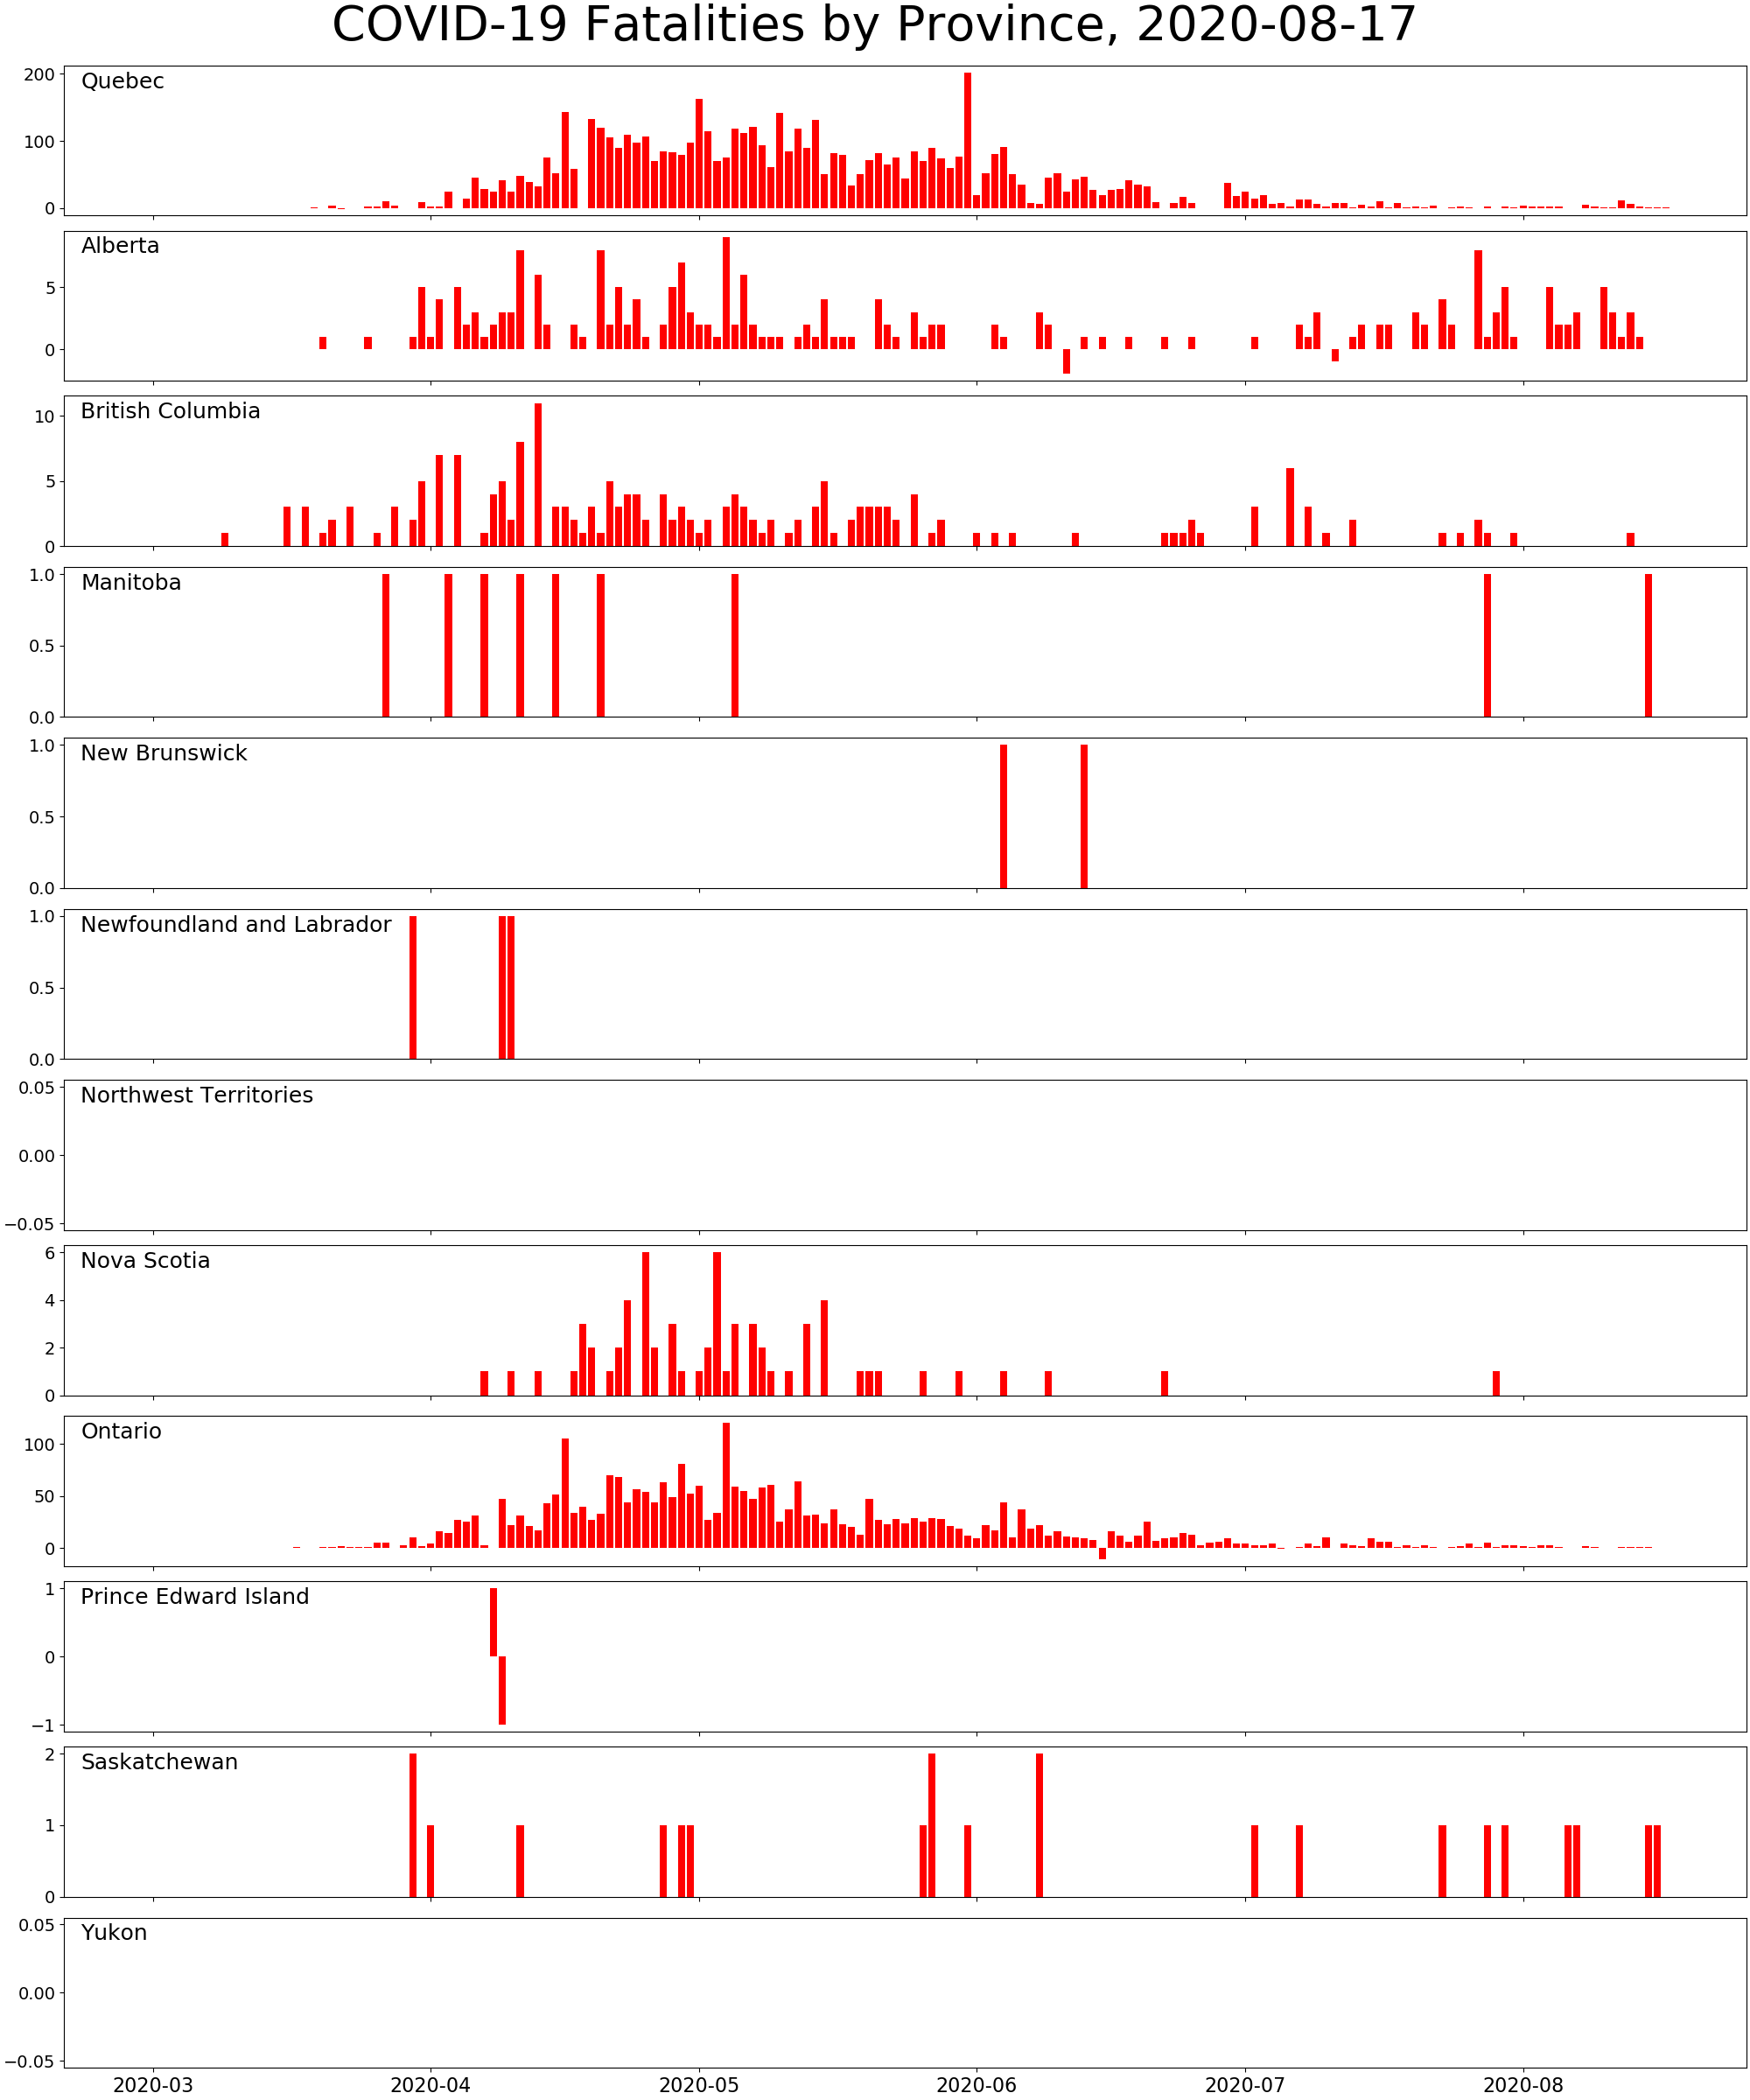 COVID-19 Fatalities by Province, 2020-08-17
Quebec
200
100
0
Alberta
5
0
British Columbia
10
5
0
Manitoba
1.0
0.5
0.0
New Brunswick
1.0
0.5
0.0
Newfoundland and Labrador
1.0
0.5
0.0
Northwest Territories
0.05
0.00
−0.05
Nova Scotia
6
4
2
0
Ontario
100
50
0
Prince Edward Island
1
0
−1
Saskatchewan
2
1
0
Yukon
0.05
0.00
−0.05
2020-03 2020-04 2020-05 2020-06 2020-07 2020-08